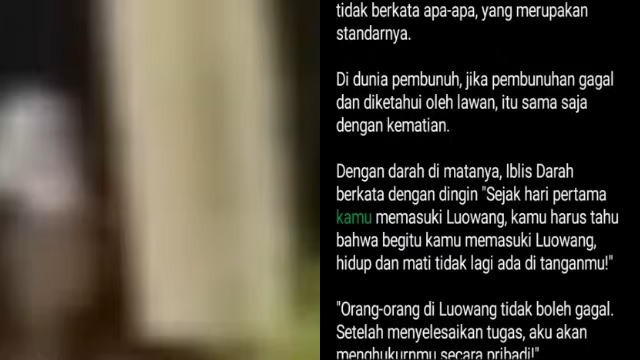 tidak berkata apa-apa, yang merupakan
standarnya.
Di dunia pembunuh, jika pembunuhan gagal
dan diketahui oleh lawan, itu sama saja
dengan kematian.
Dengan darah di matanya, Iblis Darah
berkata dengan dingin "Sejak hari pertama
kamu memasuki Luowang, kamu harus tahu
bahwa begitu kamu memasuki Luowang,
hidup dan mati tidak lagi ada di tanganmu!"
"Orang-orang di Luowang tidak boleh gagal.
Setelah menyelesaikan tugas, aku akan
menghukummu secara pribadi!"